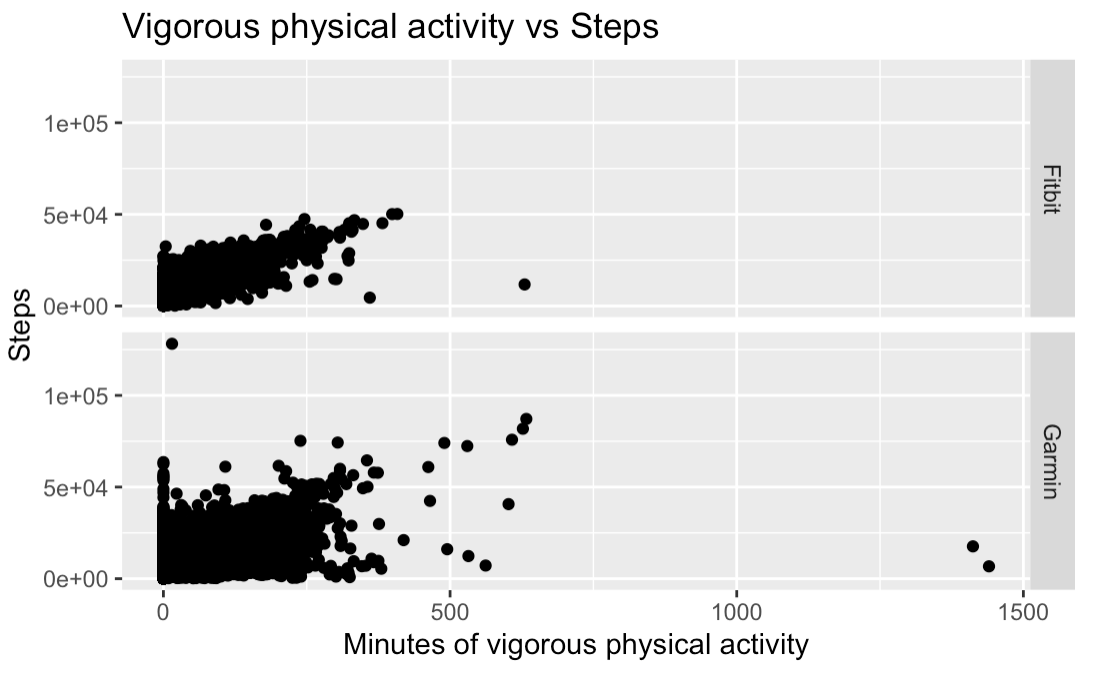 Vigorous physical activity vs Steps
1e+05
5e+04
0e+00
Fitbit
Steps
1e+05
5e+04
0e+00
Garmin
0 500 1000 1500
Minutes of vigorous physical activity